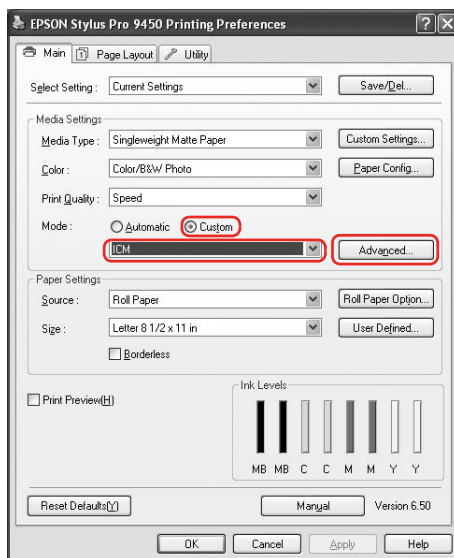 EPSON Stylus Pro 9450 Printing Preferences
Main Page Layout Utility
Select Setting : Current Settings Save/Del...
Media Settings
Media Type : Singleweight Matte Paper Custom Settings...
Color : Color/B&W Photo Paper Config...
Print Quality : Speed
Mode : Automatic Custom
ICM Advanced...
Paper Settings
Source : Roll Paper Roll Paper Option...
Size : Letter 8 1/2 x 11 in User Defined...
Borderless
Print Preview(H)
Ink Levels
MB MB C C M M Y Y
Reset Defaults(Y) Manual Version 6.50
OK Cancel Apply Help